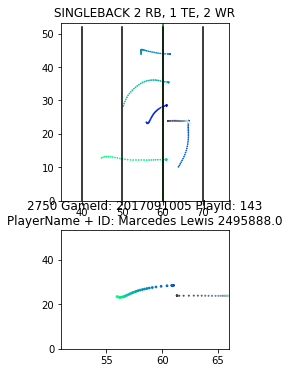 SINGLEBACK 2 RB, 1 TE, 2 WR
50
40
30
20
10
0
40 50 60 70
2750 GameId: 2017091005 PlayId: 143
PlayerName + ID: Marcedes Lewis 2495888.0
40
20
0
55 60 65